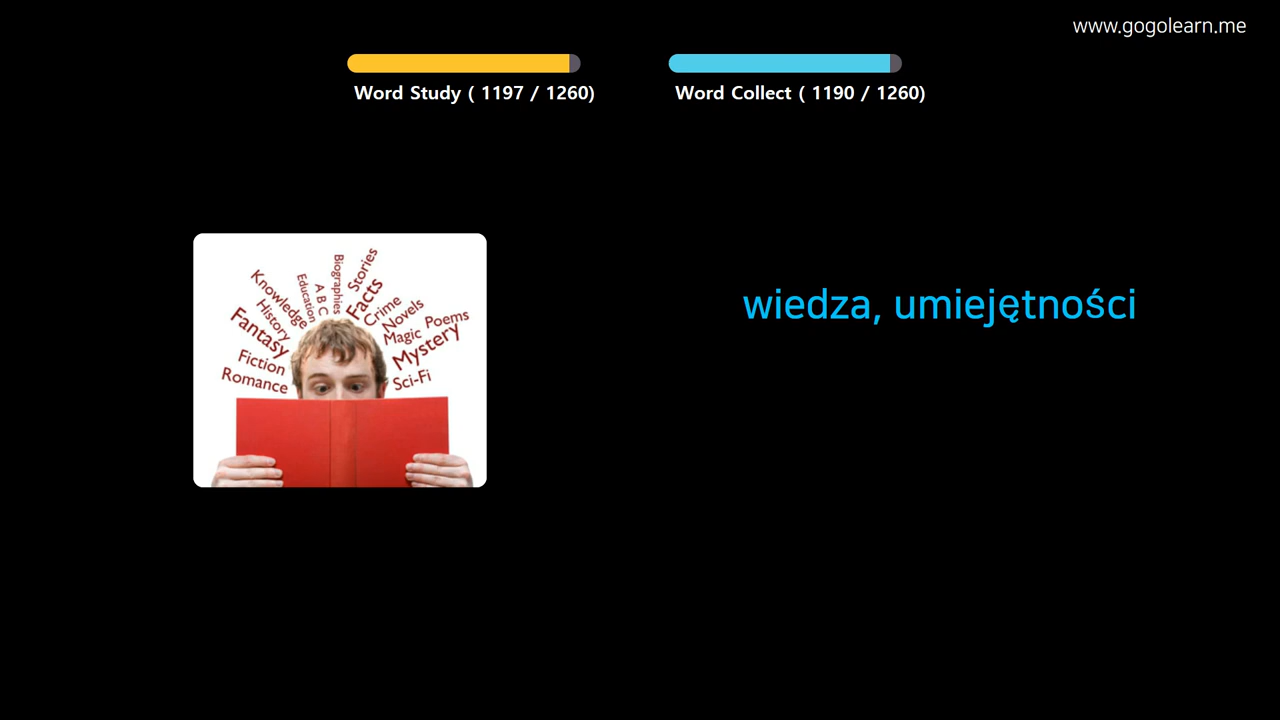 www.gogolearn.me
Word Study ( 1197 / 1260)
Word Collect ( 1190 / 1260)
wiedza, umiejętności
Knowledge
History
Fantasy
Fiction
Romance
Education
A B C
Biographies
Stories
Facts
Crime
Novels
Magic
Poems
Mystery
Sci-Fi